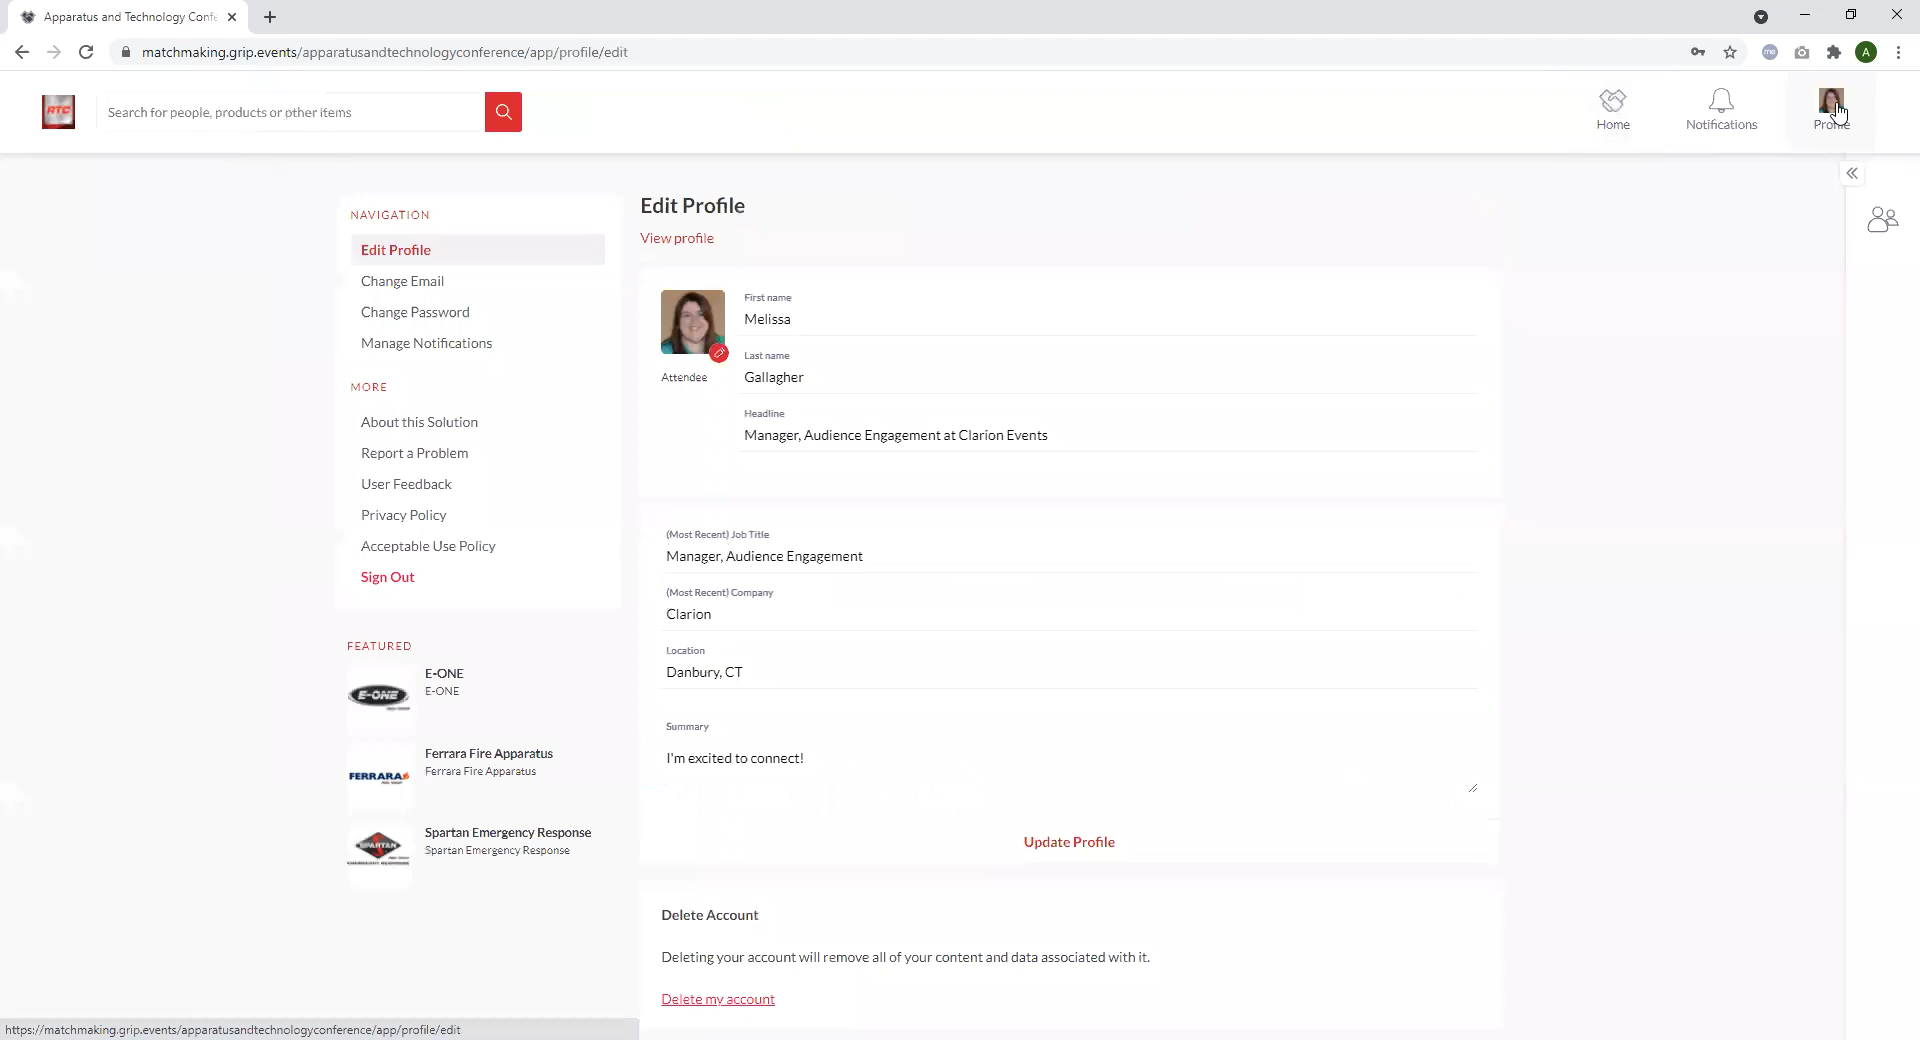 Apparatus and Technology Confe
matchmaking.grip.events/apparatusandtechnologyconference/app/profile/edit
A
RTC
Search for people, products or other items
Home
Notifications
Profile
NAVIGATION
Edit Profile
Change Email
Change Password
Manage Notifications
MORE
About this Solution
Report a Problem
User Feedback
Privacy Policy
Acceptable Use Policy
Sign Out
FEATURED
E-ONE
E-ONE
E-ONE
FERRARA
Ferrara Fire Apparatus
Ferrara Fire Apparatus
SPARTAN
Spartan Emergency Response
Spartan Emergency Response
Edit Profile
View profile
Attendee
First name
Melissa
Last name
Gallagher
Headline
Manager, Audience Engagement at Clarion Events
(Most Recent) Job Title
Manager, Audience Engagement
(Most Recent) Company
Clarion
Location
Danbury, CT
Summary
I'm excited to connect!
Update Profile
Delete Account
Deleting your account will remove all of your content and data associated with it.
Delete my account
https://matchmaking.grip.events/apparatusandtechnologyconference/app/profile/edit